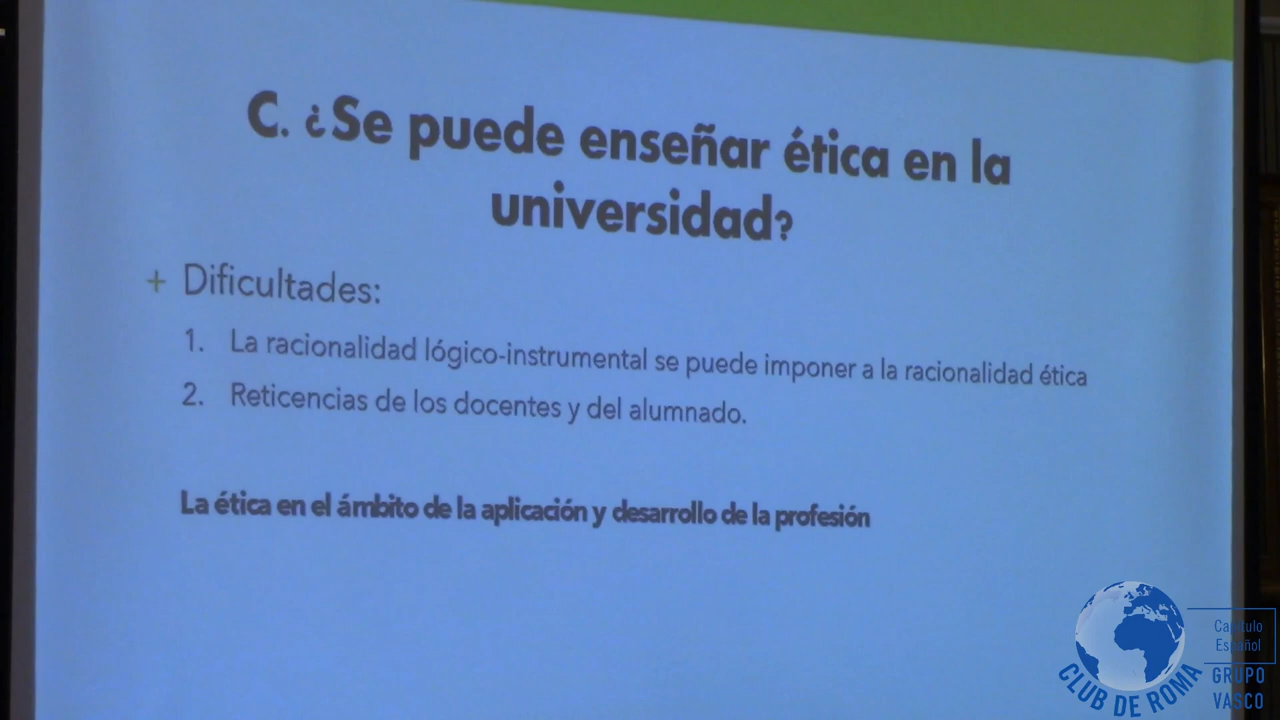 C. ¿Se puede enseñar ética en la
universidad?
+ Dificultades:
1. La racionalidad lógico-instrumental se puede imponer a la racionalidad ética
2. Reticencias de los docentes y del alumnado.
La ética en el ámbito de la aplicación y desarrollo de la profesión
Capítulo
Español
CLUB DE ROMA
GRUPO
VASCO